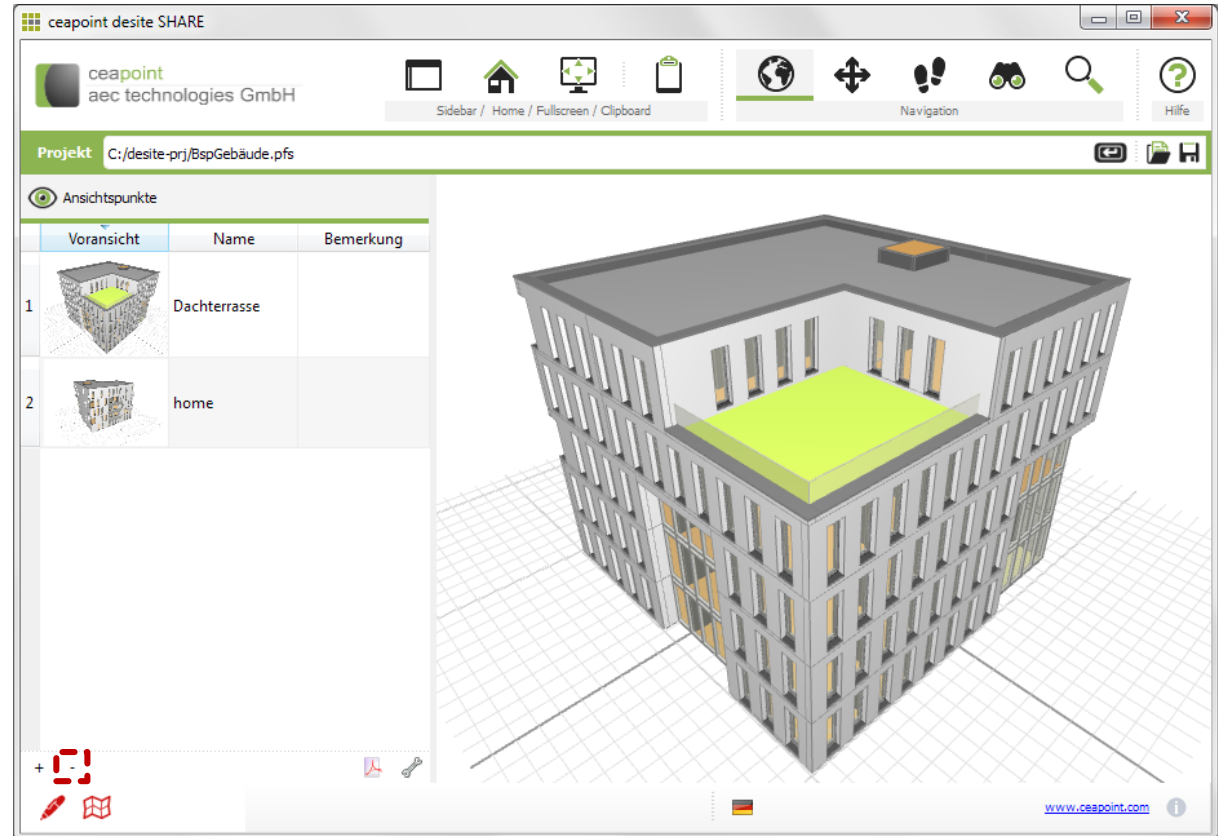 ceapoint desite SHARE
ceapoint
aec technologies GmbH
Sidebar / Home / Fullscreen / Clipboard
Navigation
Hilfe
Projekt C:/desite-prj/BspGebäude.pfs
Ansichtspunkte
Voransicht Name Bemerkung
1 Dachterrasse
2 home
+ -
www.ceapoint.com